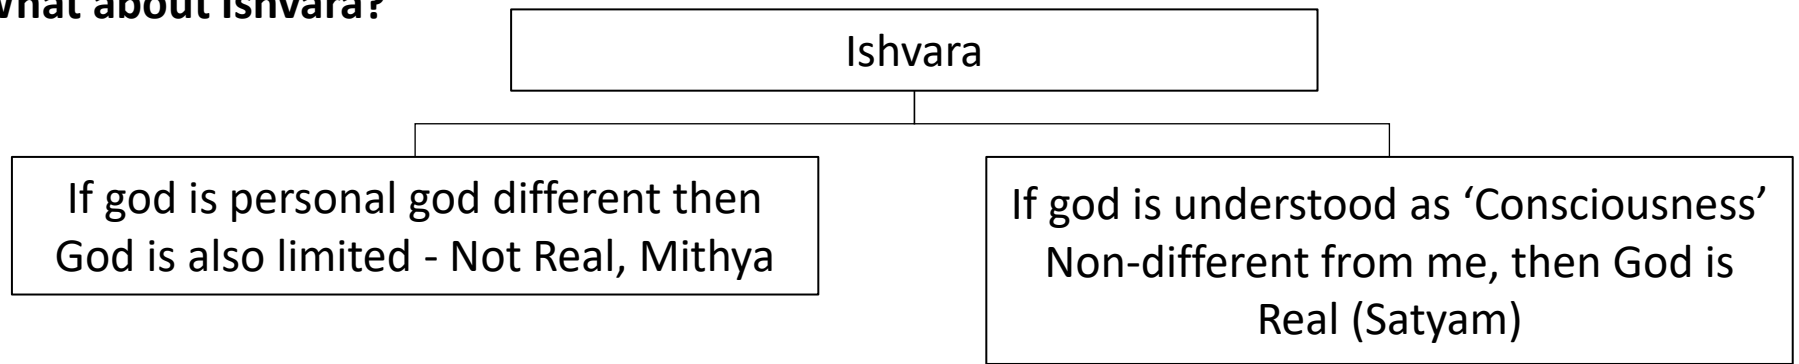 What about Ishvara?
Ishvara
If god is personal god different then
God is also limited - Not Real, Mithya
If god is understood as ‘Consciousness’
Non-different from me, then God is
Real (Satyam)